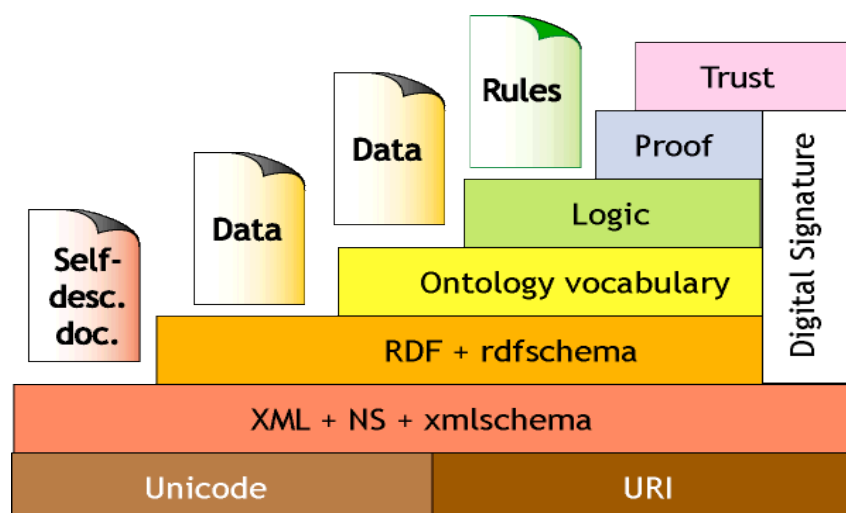 Rules
Trust
Data
Proof
Data
Logic
Self-
desc.
doc.
Ontology vocabulary
Digital Signature
RDF + rdfschema
XML + NS + xmlschema
Unicode
URI